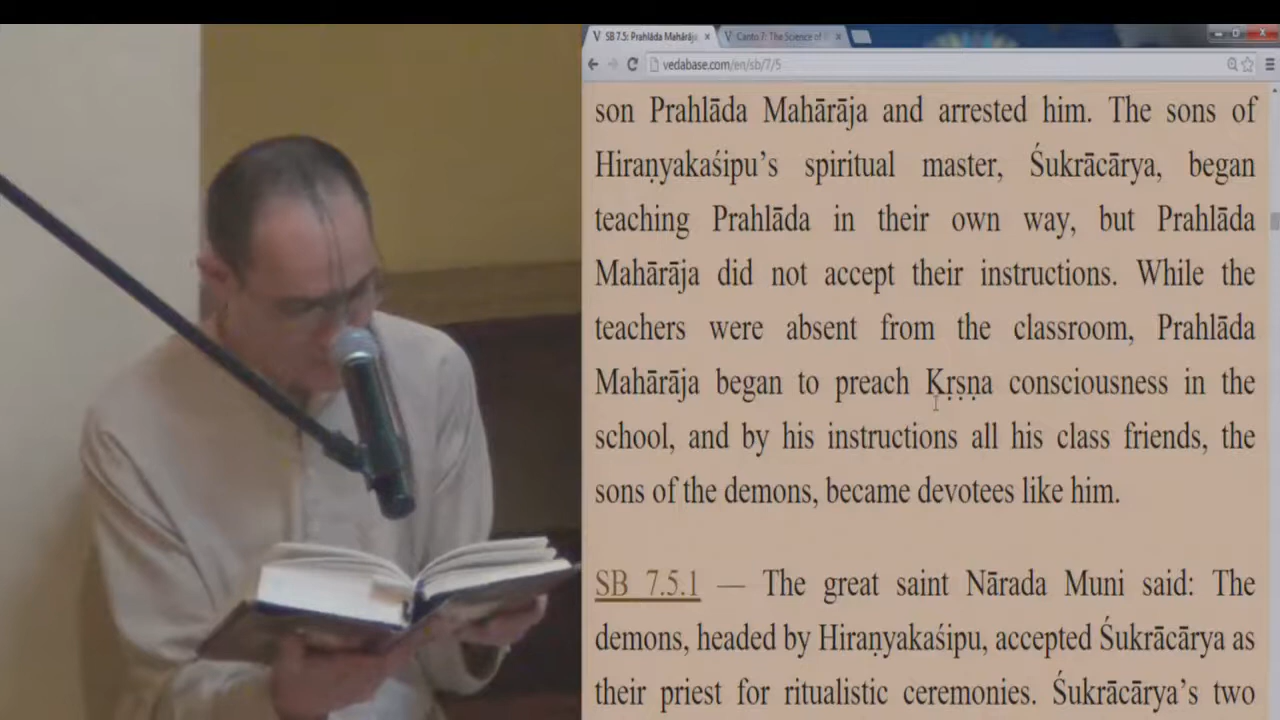 SB 7.5: Prahlāda Mahārāja
Canto 7: The Science of
vedabase.com/en/sb/7/5
son Prahlāda Mahārāja and arrested him. The sons of
Hiraṇyakaśipu’s spiritual master, Śukrācārya, began
teaching Prahlāda in their own way, but Prahlāda
Mahārāja did not accept their instructions. While the
teachers were absent from the classroom, Prahlāda
Mahārāja began to preach Kṛṣṇa consciousness in the
school, and by his instructions all his class friends, the
sons of the demons, became devotees like him.
SB 7.5.1 — The great saint Nārada Muni said: The
demons, headed by Hiraṇyakaśipu, accepted Śukrācārya as
their priest for ritualistic ceremonies. Śukrācārya’s two